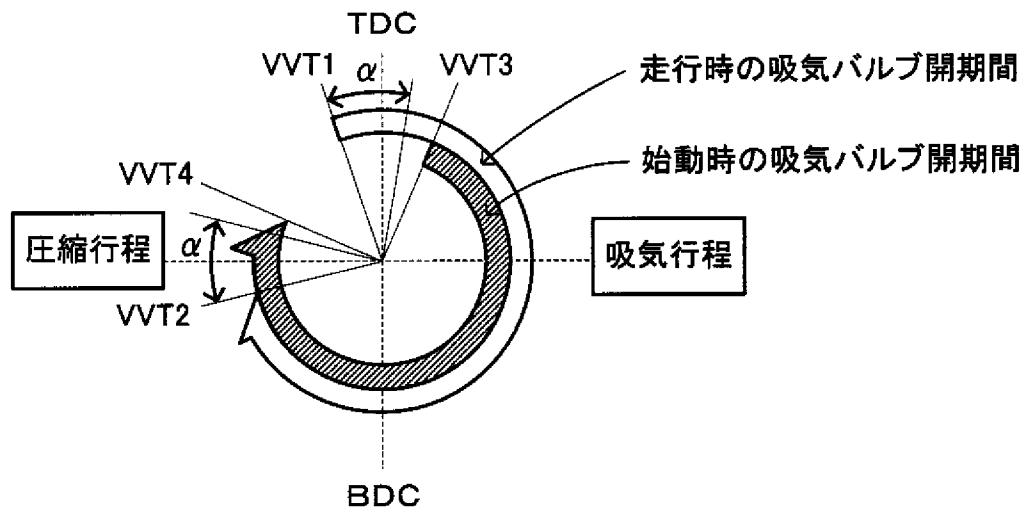 TDC
VVT1
α
VVT3
走行時の吸気バルブ開期間
始動時の吸気バルブ開期間
VVT4
圧縮行程
α
吸気行程
VVT2
BDC